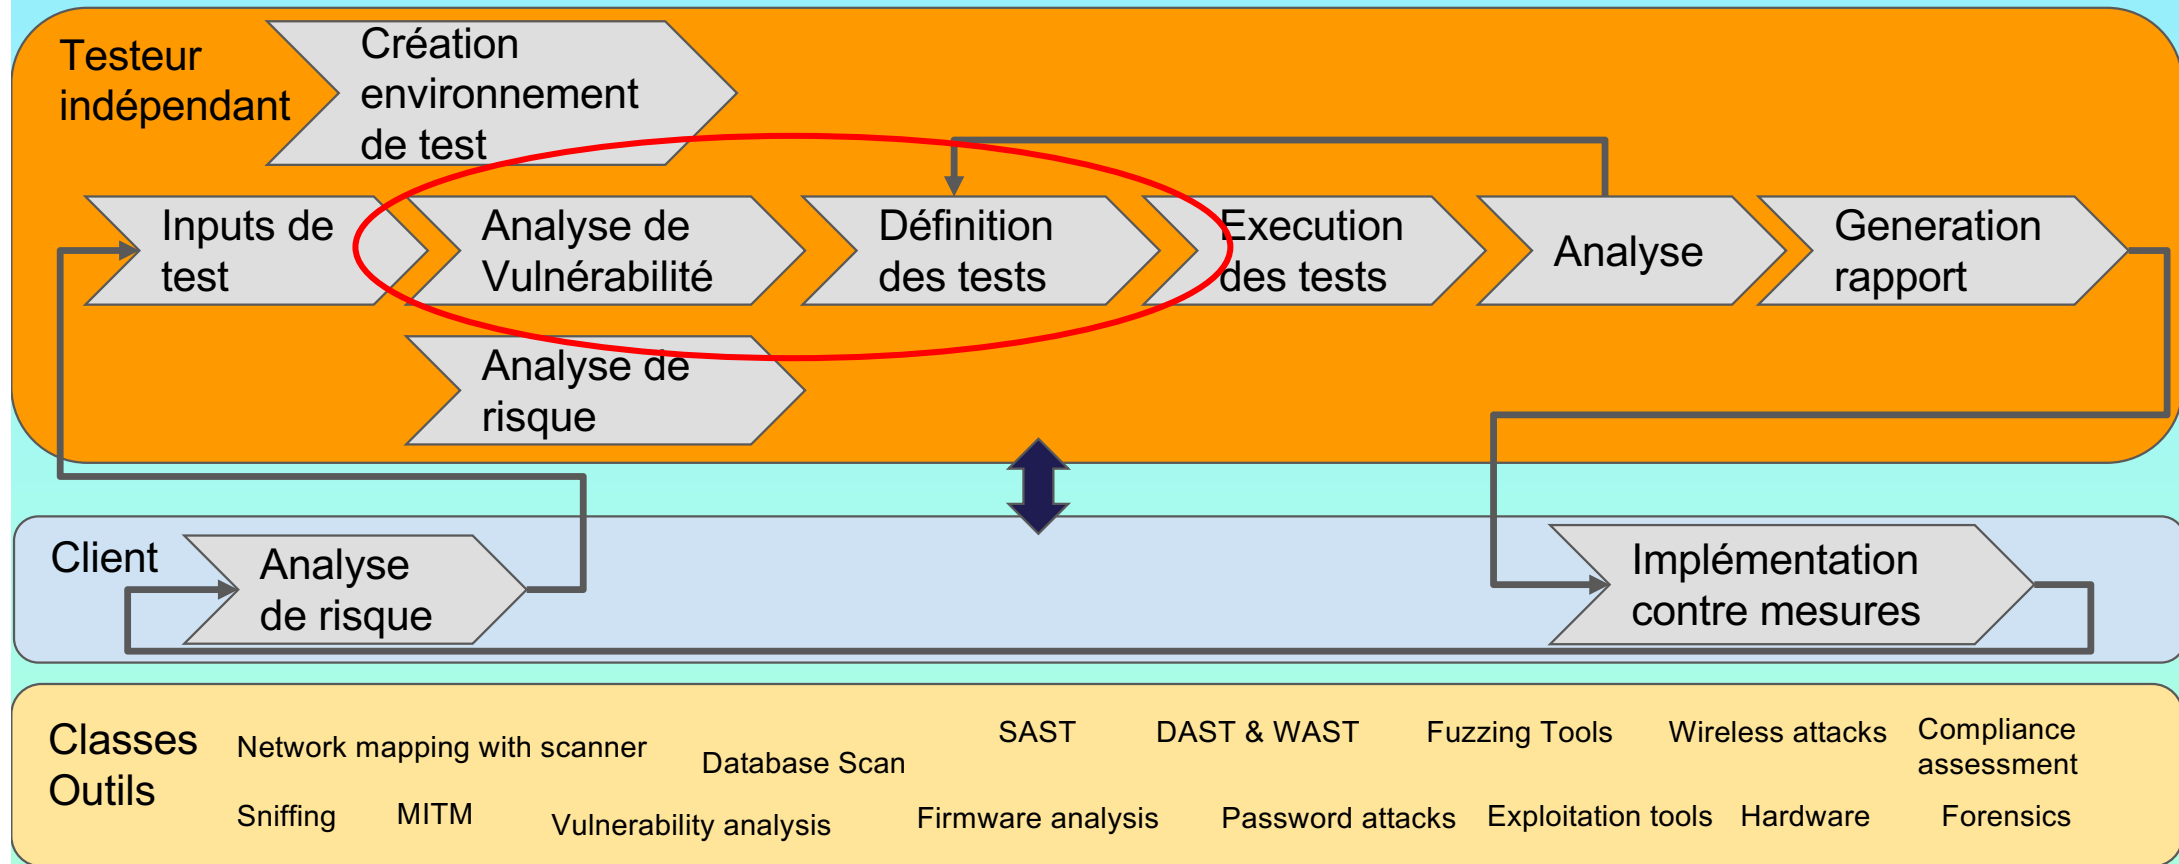 Testeur
indépendant
Création
environnement
de test
Inputs de
test
Analyse de
Vulnérabilité
Définition
des tests
Execution
des tests
Analyse
Generation
rapport
Analyse de
risque
Client
Analyse
de risque
Implémentation
contre mesures
Classes
Outils
Network mapping with scanner
Database Scan
SAST
DAST & WAST
Fuzzing Tools
Wireless attacks
Compliance
assessment
Sniffing
MITM
Vulnerability analysis
Firmware analysis
Password attacks
Exploitation tools
Hardware
Forensics